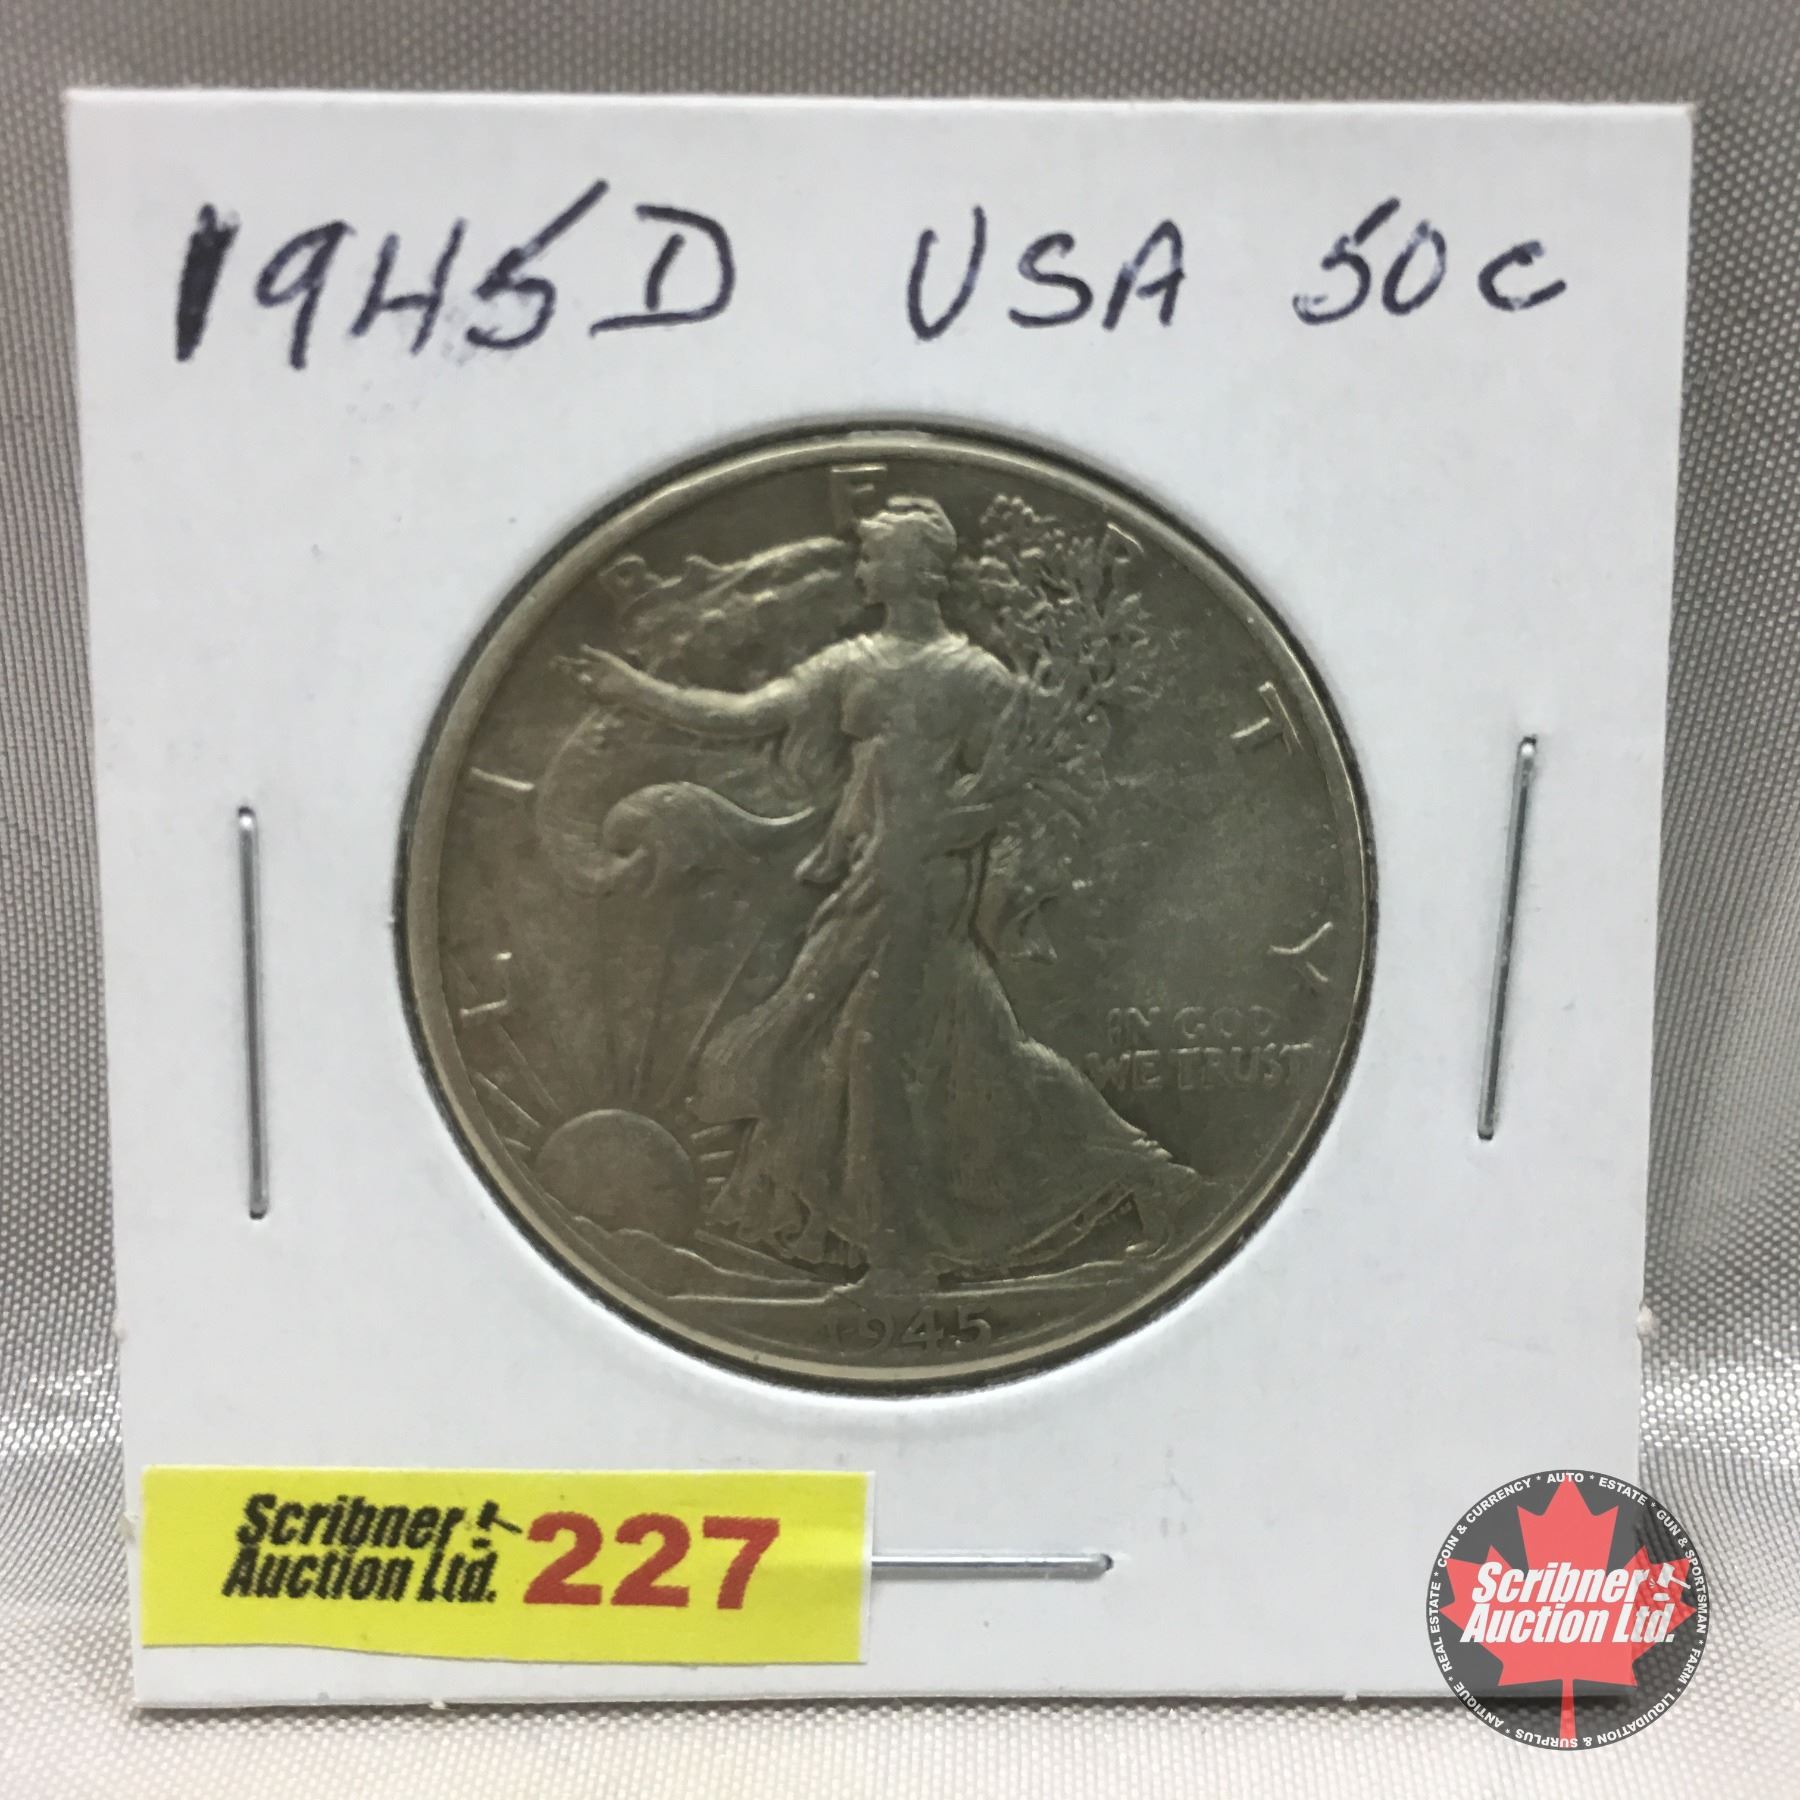 1945D USA 50c
LIBERTY
IN GOD
WE TRUST
1945
Scribner
Auction Ltd.
227
Scribner
Auction Ltd.
* REAL ESTATE * COIN & CURRENCY * AUTO * ESTATE * GUN & SPORTSMAN * FARM * LIQUIDATION & SURPLUS * ANTIQUE